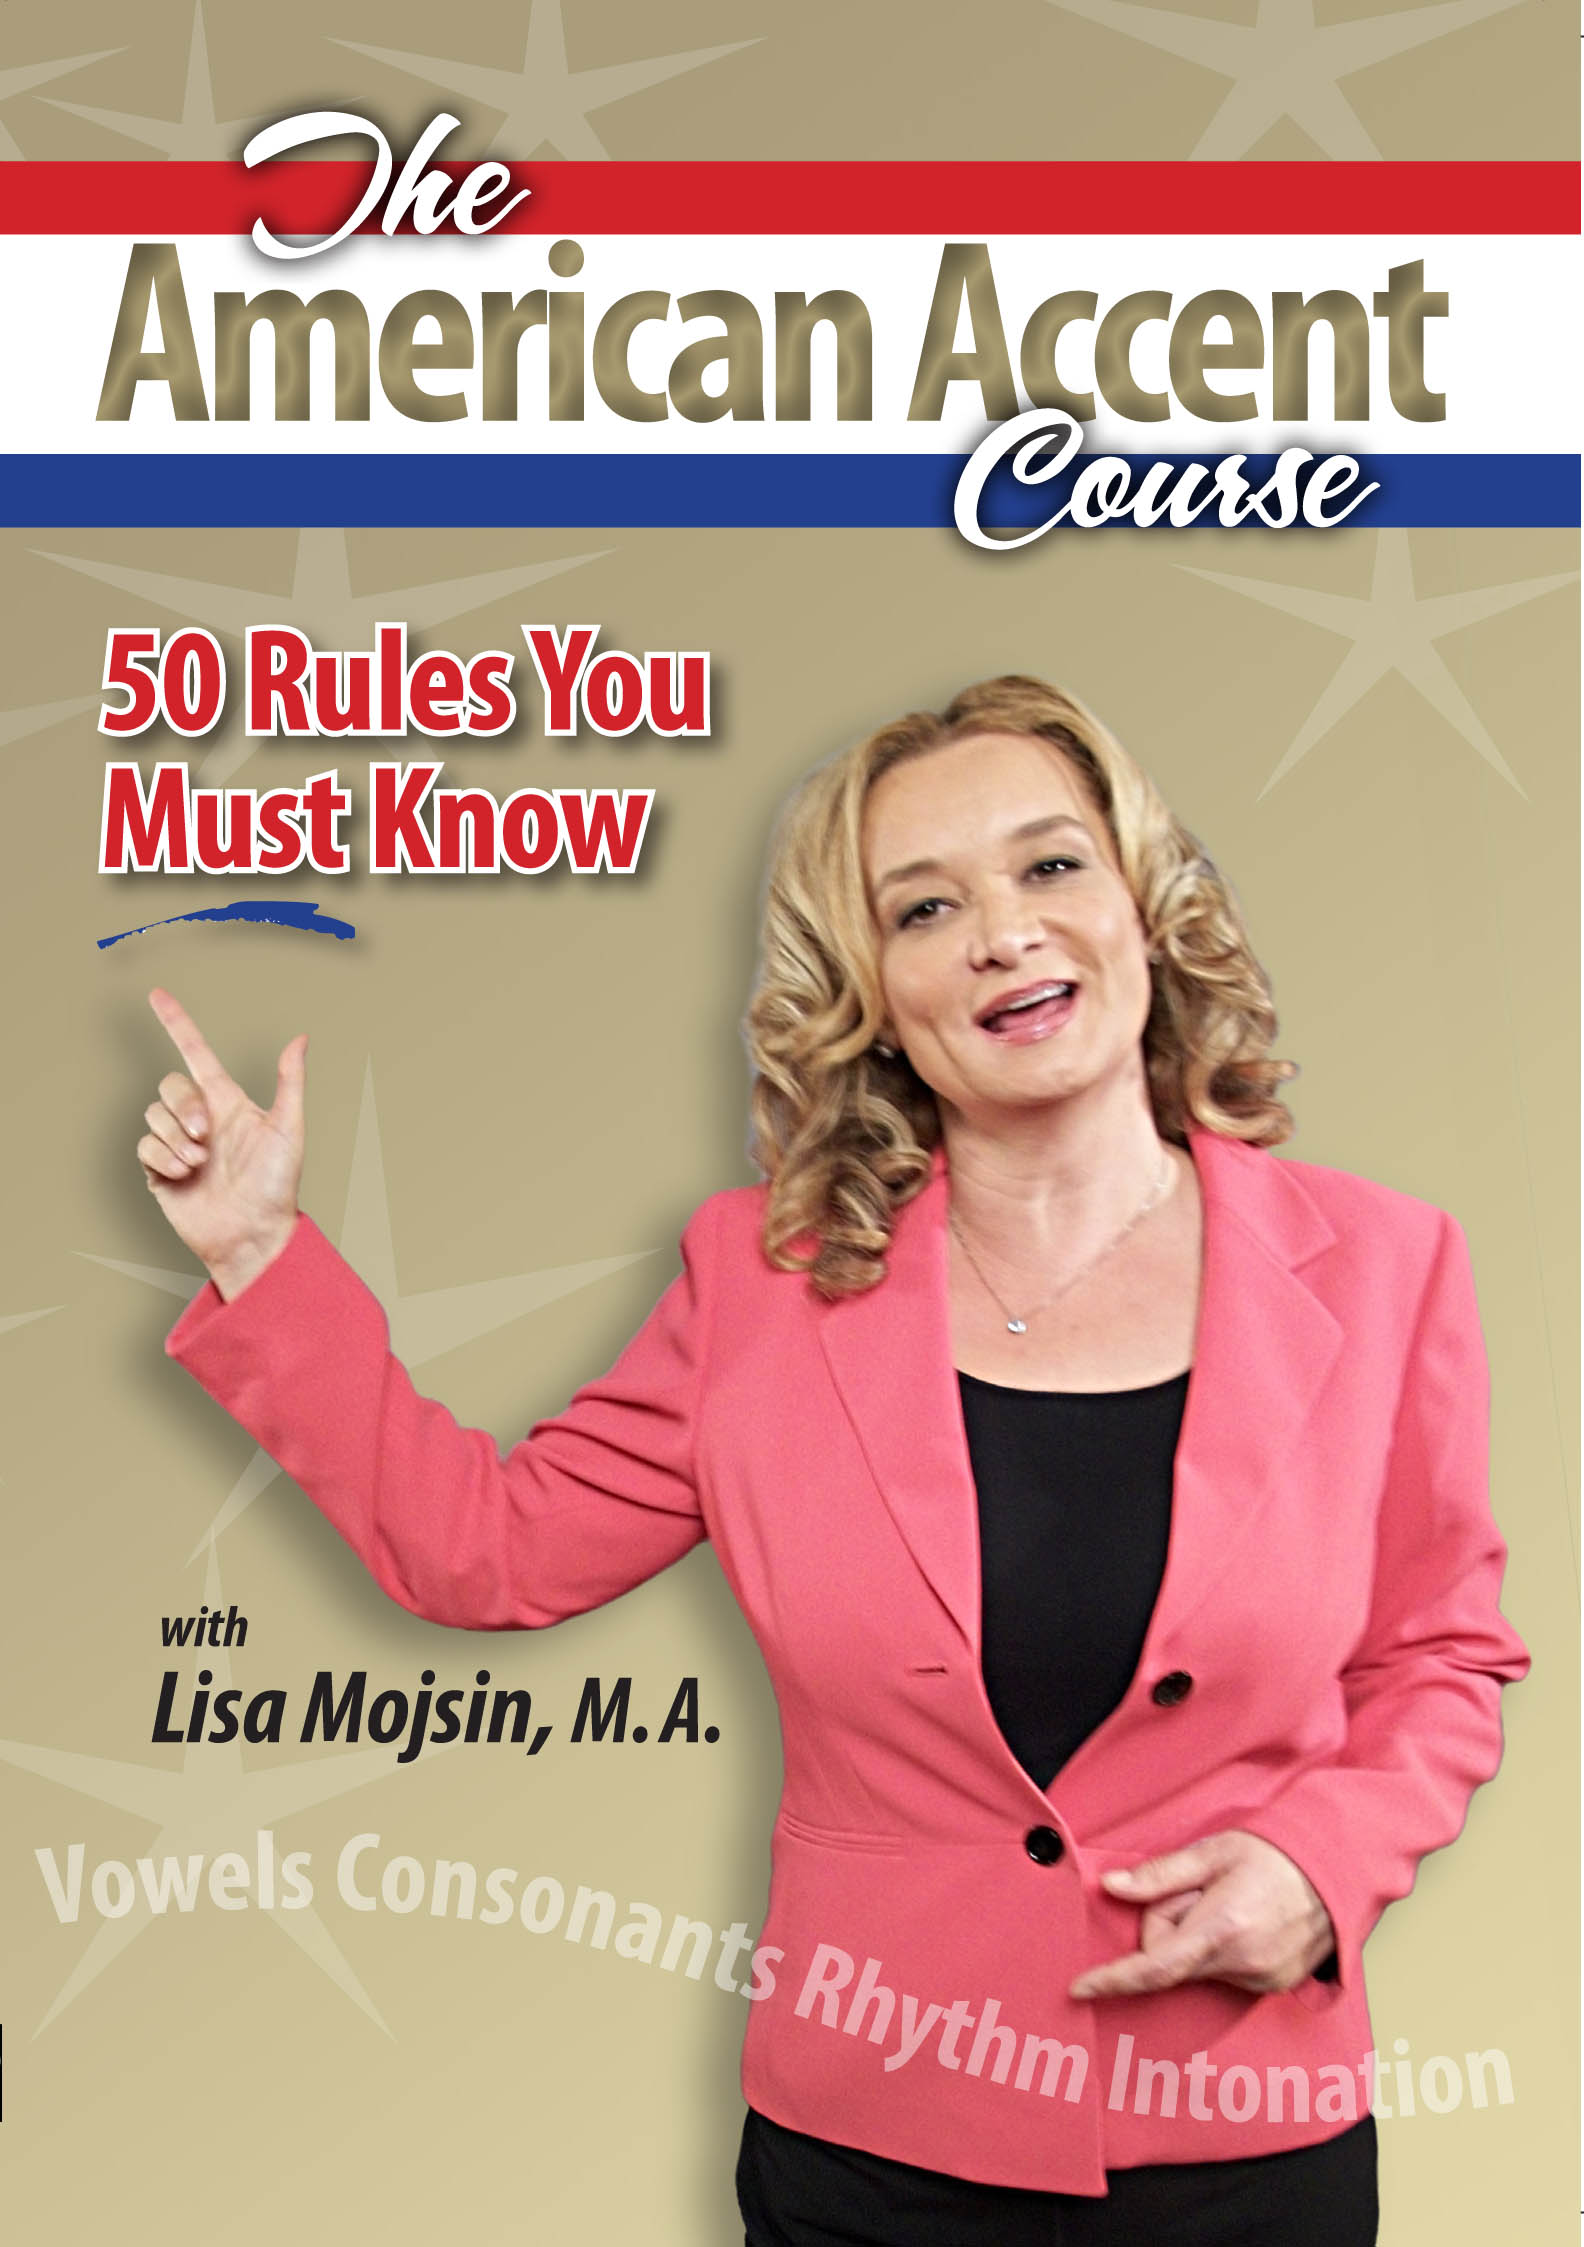 The
American Accent
Course
50 Rules You
Must Know
with
Lisa Mojsin, M. A.
Vowels Consonants Rhythm Intonation